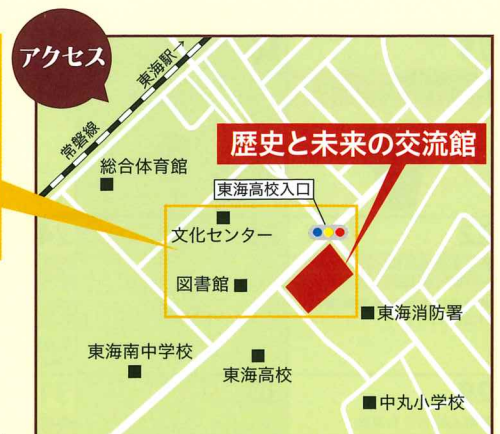 アクセス
東海駅→
常磐線
総合体育館
歴史と未来の交流館
東海高校入口
文化センター
図書館
東海消防署
東海南中学校
東海高校
中丸小学校